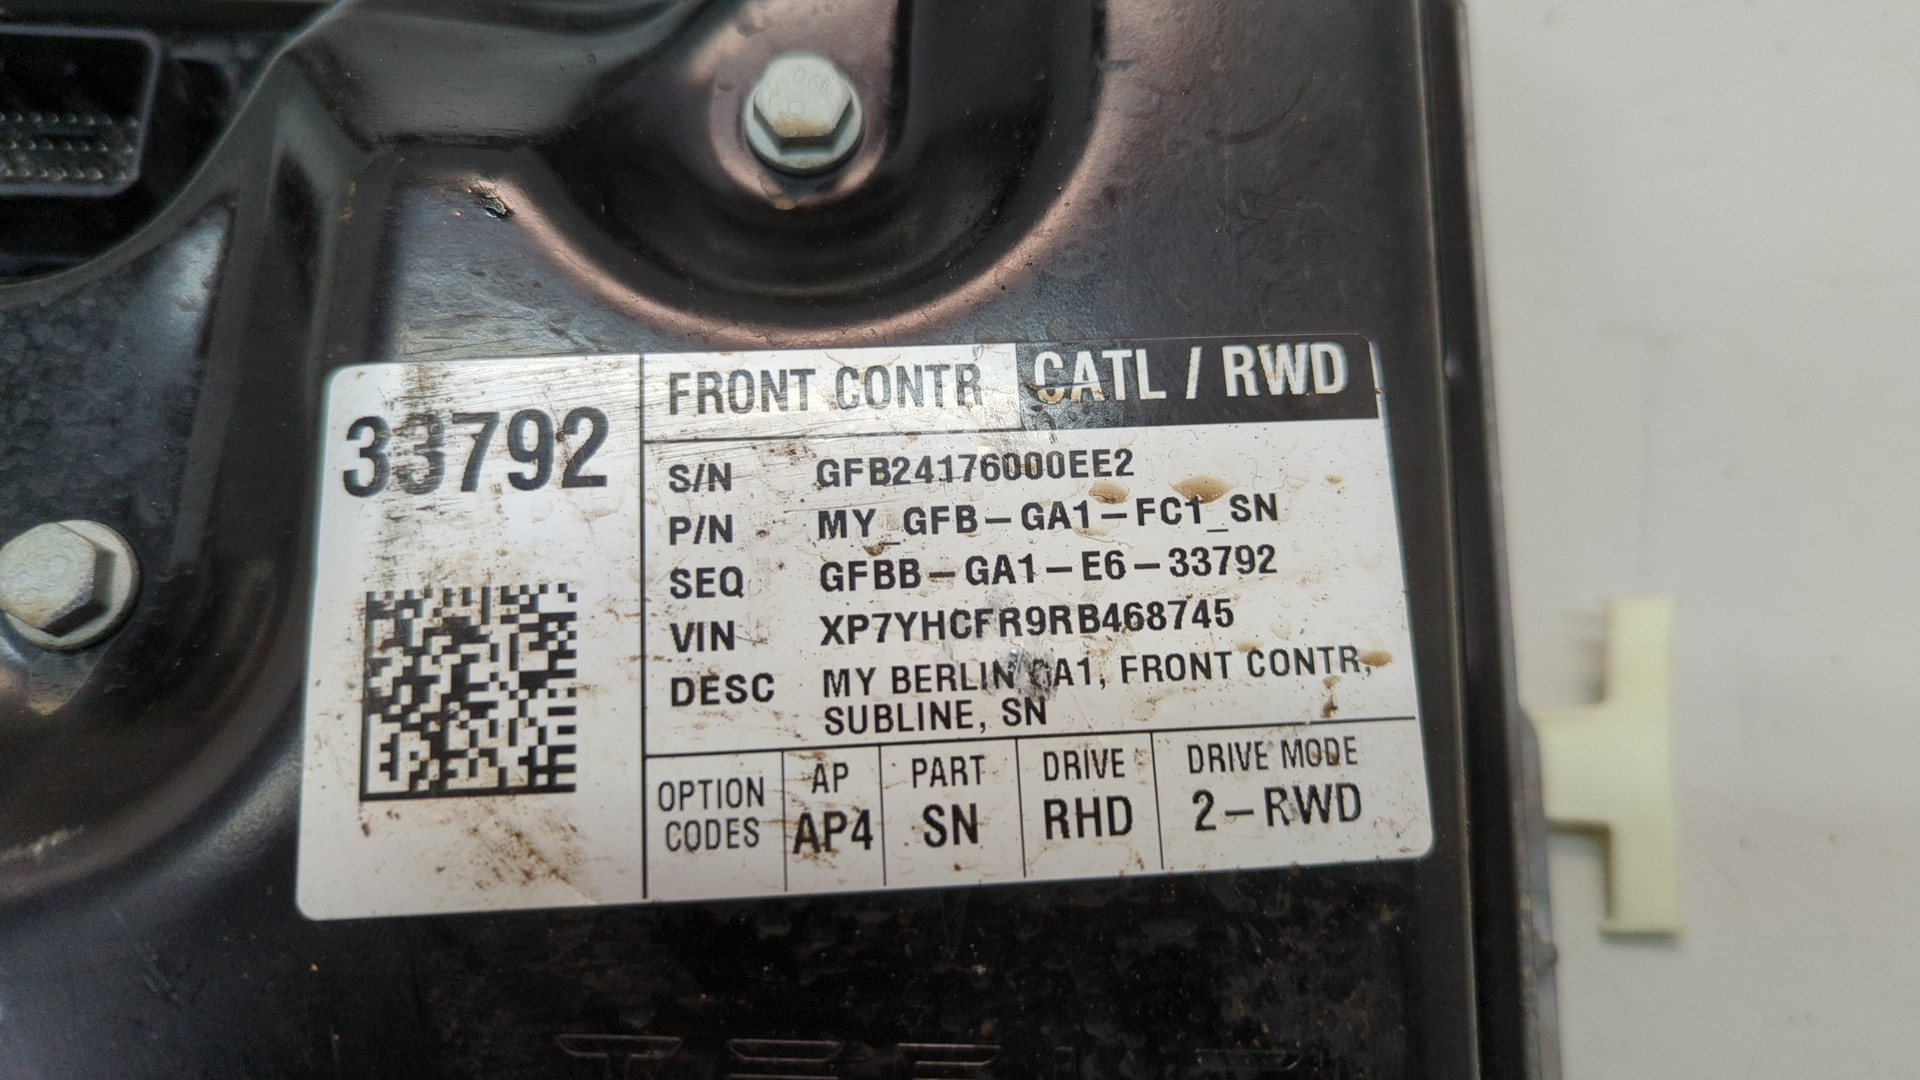 33792
FRONT CONTR CATL / RWD
S/N GFB24176000EE2
P/N MY_GFB-GA1-FC1_SN
SEQ GFBB-GA1-E6-33792
VIN XP7YHCFR9RB468745
DESC MY BERLIN GA1, FRONT CONTR,
SUBLINE, SN
OPTION CODES
AP
AP4
PART
SN
DRIVE
RHD
DRIVE MODE
2-RWD
TESLA